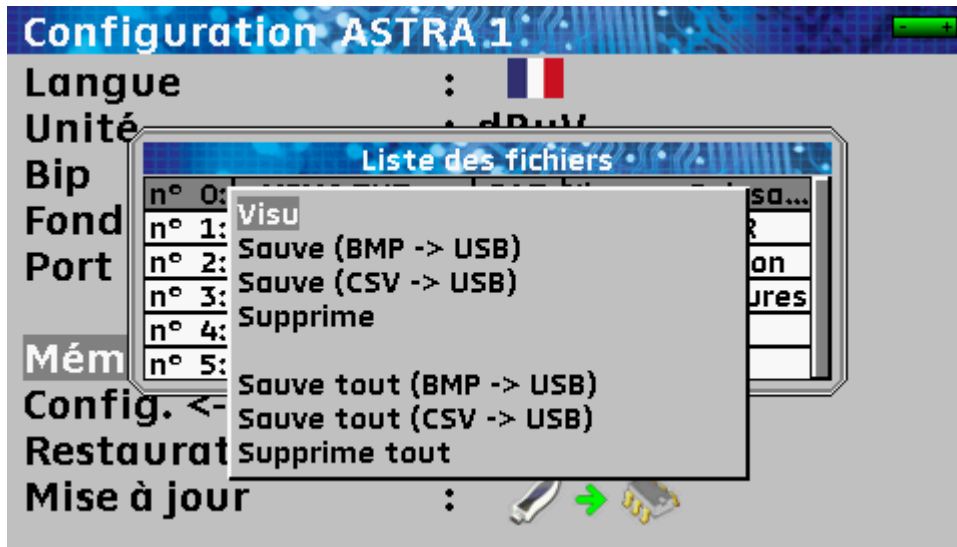 Configuration ASTRA 1
- +
Langue :
Unité : dBµV
Liste des fichiers
Bip
n° 0: sa...
Visu
Fond n° 1: R
Sauve (BMP -> USB)
Port n° 2: on
Sauve (CSV -> USB)
n° 3: ures
Supprime
n° 4:
Mém n° 5:
Sauve tout (BMP -> USB)
Config. <-
Sauve tout (CSV -> USB)
Restaurat
Supprime tout
Mise à jour :